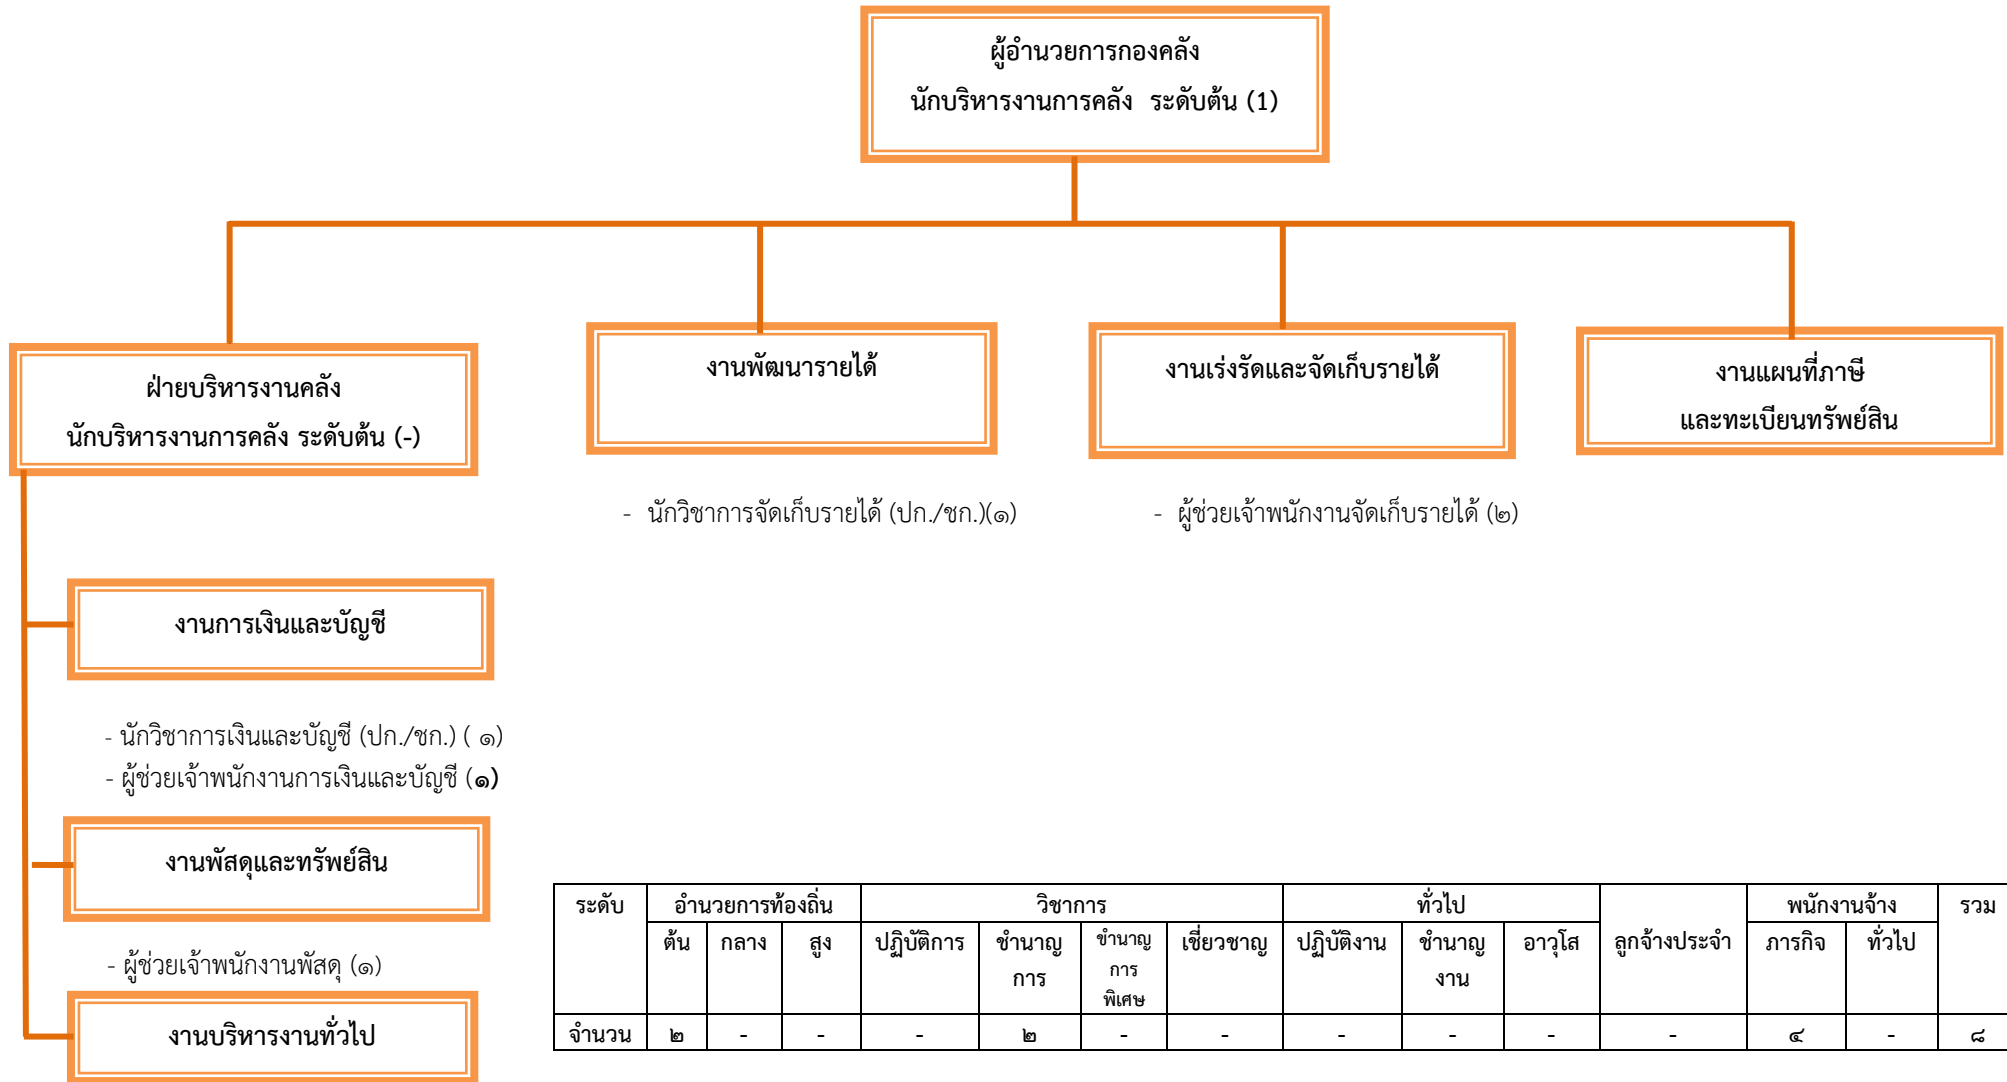 ผู้อำนวยการกองคลัง
นักบริหารงานการคลัง ระดับต้น (1)
ฝ่ายบริหารงานคลัง
นักบริหารงานการคลัง ระดับต้น (-)
งานพัฒนารายได้
งานเร่งรัดและจัดเก็บรายได้
งานแผนที่ภาษี
และทะเบียนทรัพย์สิน
- นักวิชาการจัดเก็บรายได้ (ปก./ชก.)(๑)
- ผู้ช่วยเจ้าพนักงานจัดเก็บรายได้ (๒)
งานการเงินและบัญชี
- นักวิชาการเงินและบัญชี (ปก./ชก.) ( ๑)
- ผู้ช่วยเจ้าพนักงานการเงินและบัญชี (๑)
งานพัสดุและทรัพย์สิน
- ผู้ช่วยเจ้าพนักงานพัสดุ (๑)
งานบริหารงานทั่วไป
ระดับ อำนวยการท้องถิ่น วิชาการ ทั่วไป ลูกจ้างประจำ พนักงานจ้าง รวม
ต้น กลาง สูง ปฏิบัติการ ชำนาญ ชำนาญ เชี่ยวชาญ ปฏิบัติงาน ชำนาญ อาวุโส ภารกิจ ทั่วไป
การ การ งาน
พิเศษ
จำนวน ๒ - - - ๒ - - - - - - ๔ - ๘